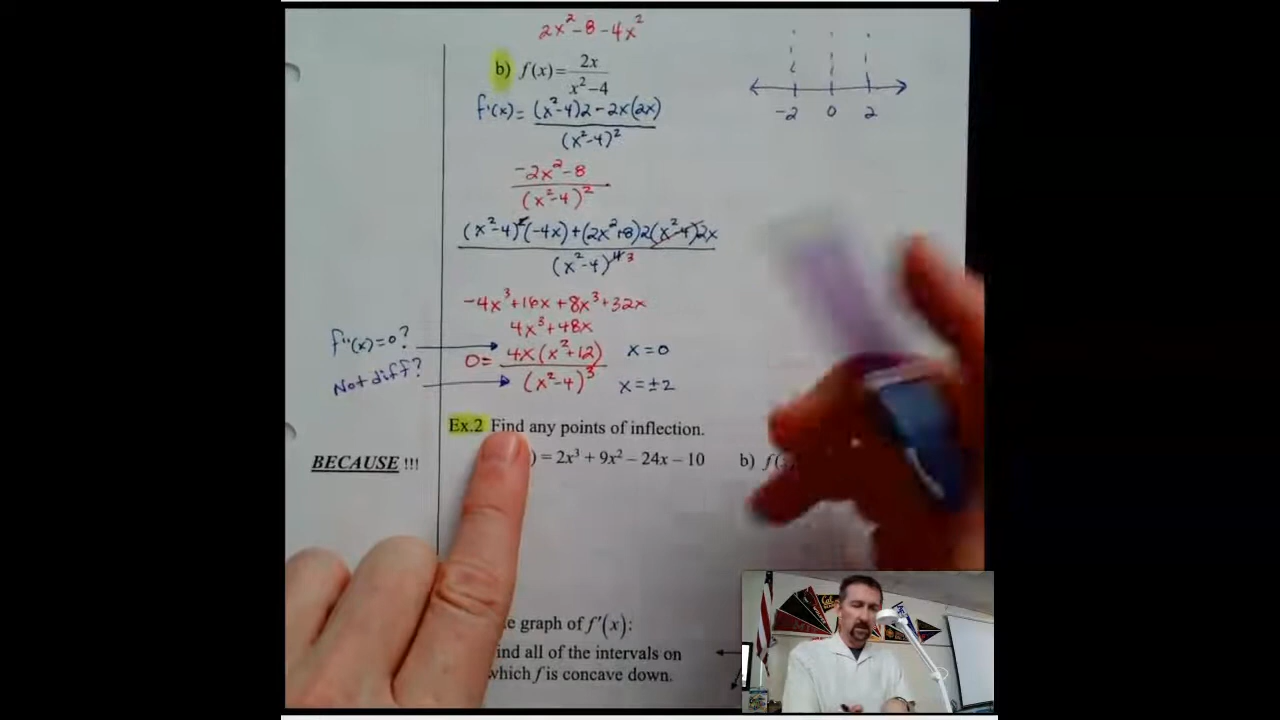 2x²-8-4x²
b) f(x)= 2x / x²-4
f'(x)= (x²-4)2-2x(2x) / (x²-4)²
-2x²-8 / (x²-4)²
(x²-4)²(-4x)+(2x²+8)2(x²-4)2x / (x²-4)⁴ ³
-4x³+16x+8x³+32x
4x³+48x
f''(x)=0?
0= 4x(x²+12) / (x²-4)³
x=0
Not diff?
x=±2
-2 0 2
Ex.2 Find any points of inflection.
BECAUSE !!!
) = 2x³ + 9x² − 24x − 10
b) f(
graph of f'(x):
ind all of the intervals on
which f is concave down.
Cal